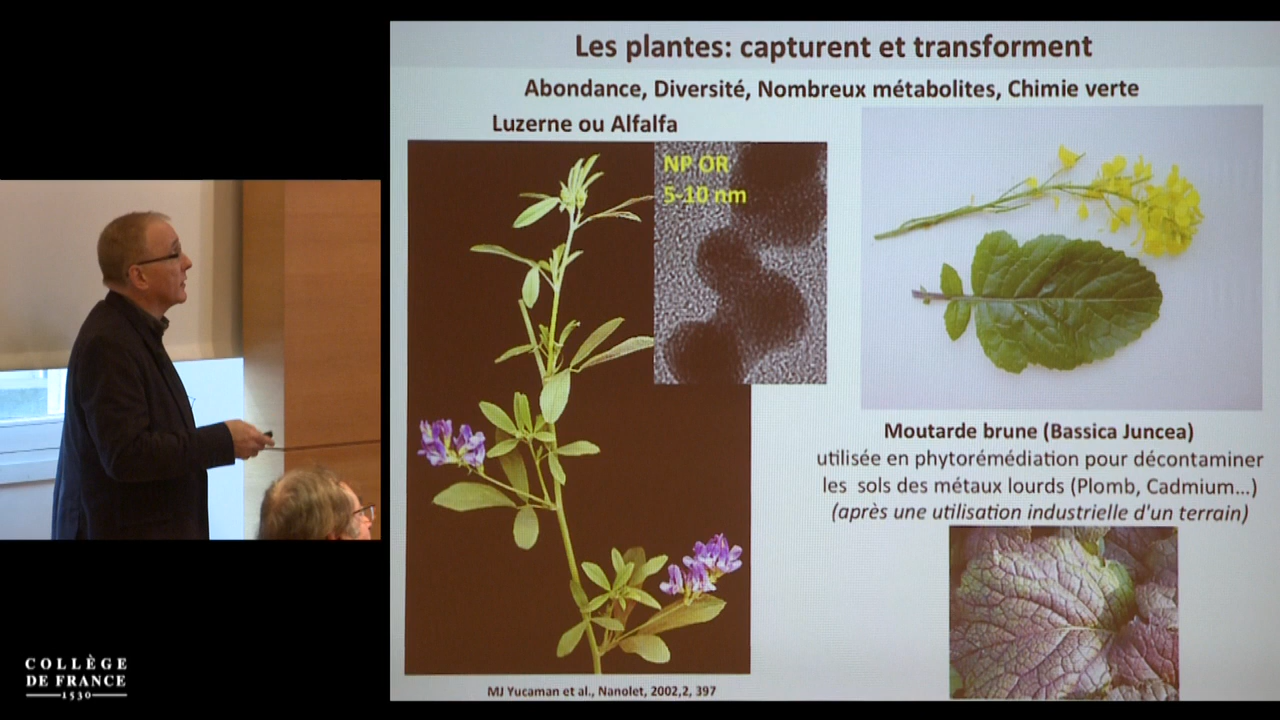 Les plantes: capturent et transforment
Abondance, Diversité, Nombreux métabolites, Chimie verte
Luzerne ou Alfalfa
NP OR
5-10 nm
MJ Yucaman et al., Nanolet, 2002,2, 397
Moutarde brune (Bassica Juncea)
utilisée en phytorémédiation pour décontaminer
les sols des métaux lourds (Plomb, Cadmium...)
(après une utilisation industrielle d'un terrain)
COLLÈGE
DE FRANCE
1530